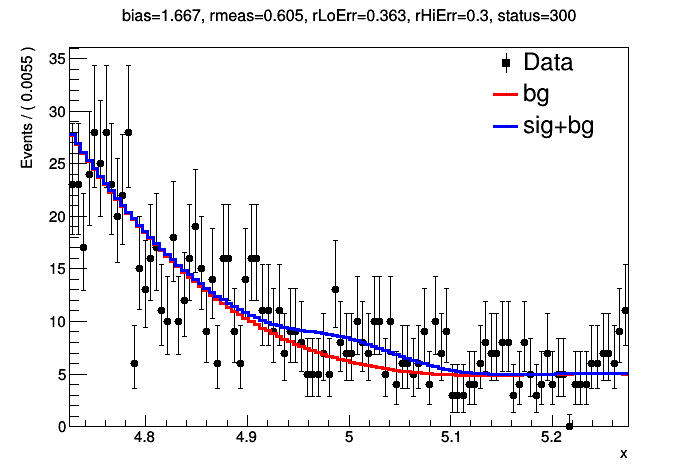 bias=1.667, rmeas=0.605, rLoErr=0.363, rHiErr=0.3, status=300
Events / ( 0.0055 )
35
30
25
20
15
10
5
0
Data
bg
sig+bg
4.8 4.9 5 5.1 5.2
x